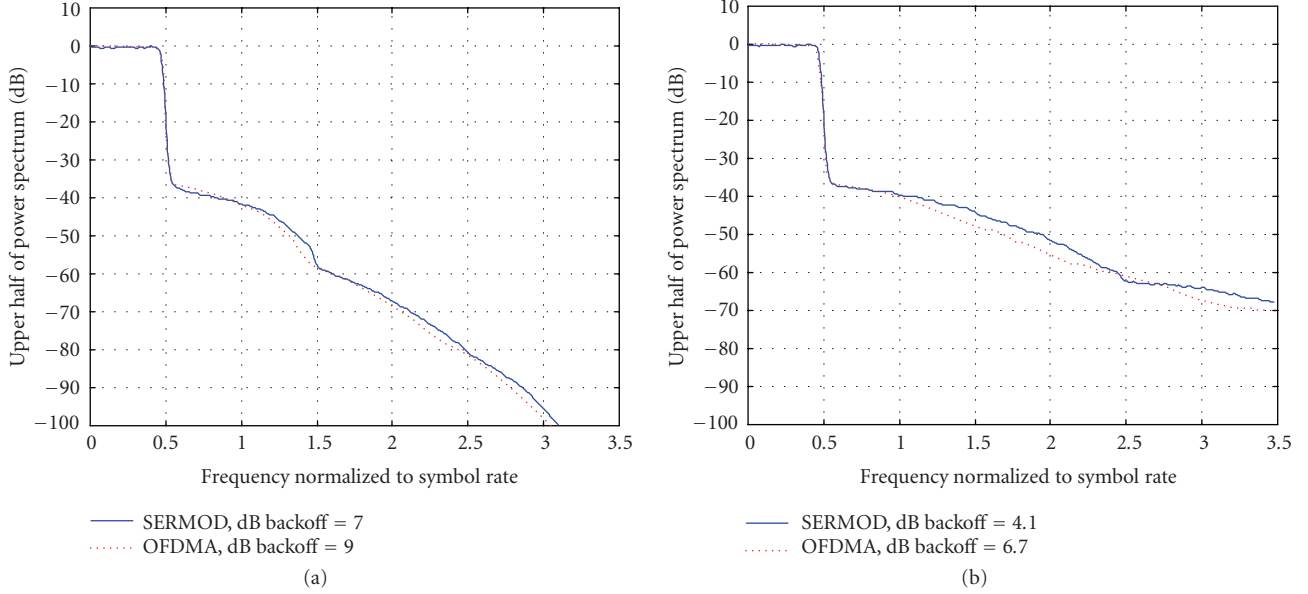 10
0
−10
−20
−30
−40
−50
−60
−70
−80
−90
−100
Upper half of power spectrum (dB)
0 0.5 1 1.5 2 2.5 3 3.5
Frequency normalized to symbol rate
SERMOD, dB backoff = 7
OFDMA, dB backoff = 9
(a)
10
0
−10
−20
−30
−40
−50
−60
−70
−80
−90
−100
Upper half of power spectrum (dB)
0 0.5 1 1.5 2 2.5 3 3.5
Frequency normalized to symbol rate
SERMOD, dB backoff = 4.1
OFDMA, dB backoff = 6.7
(b)